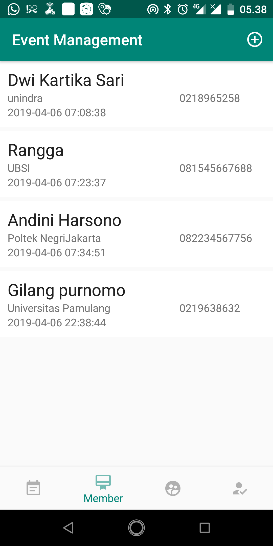 05.38
Event Management
Dwi Kartika Sari
unindra 0218965258
2019-04-06 07:08:38
Rangga
UBSI 081545667688
2019-04-06 07:23:37
Andini Harsono
Poltek NegriJakarta 082234567756
2019-04-06 07:34:51
Gilang purnomo
Universitas Pamulang 0219638632
2019-04-06 22:38:44
Member